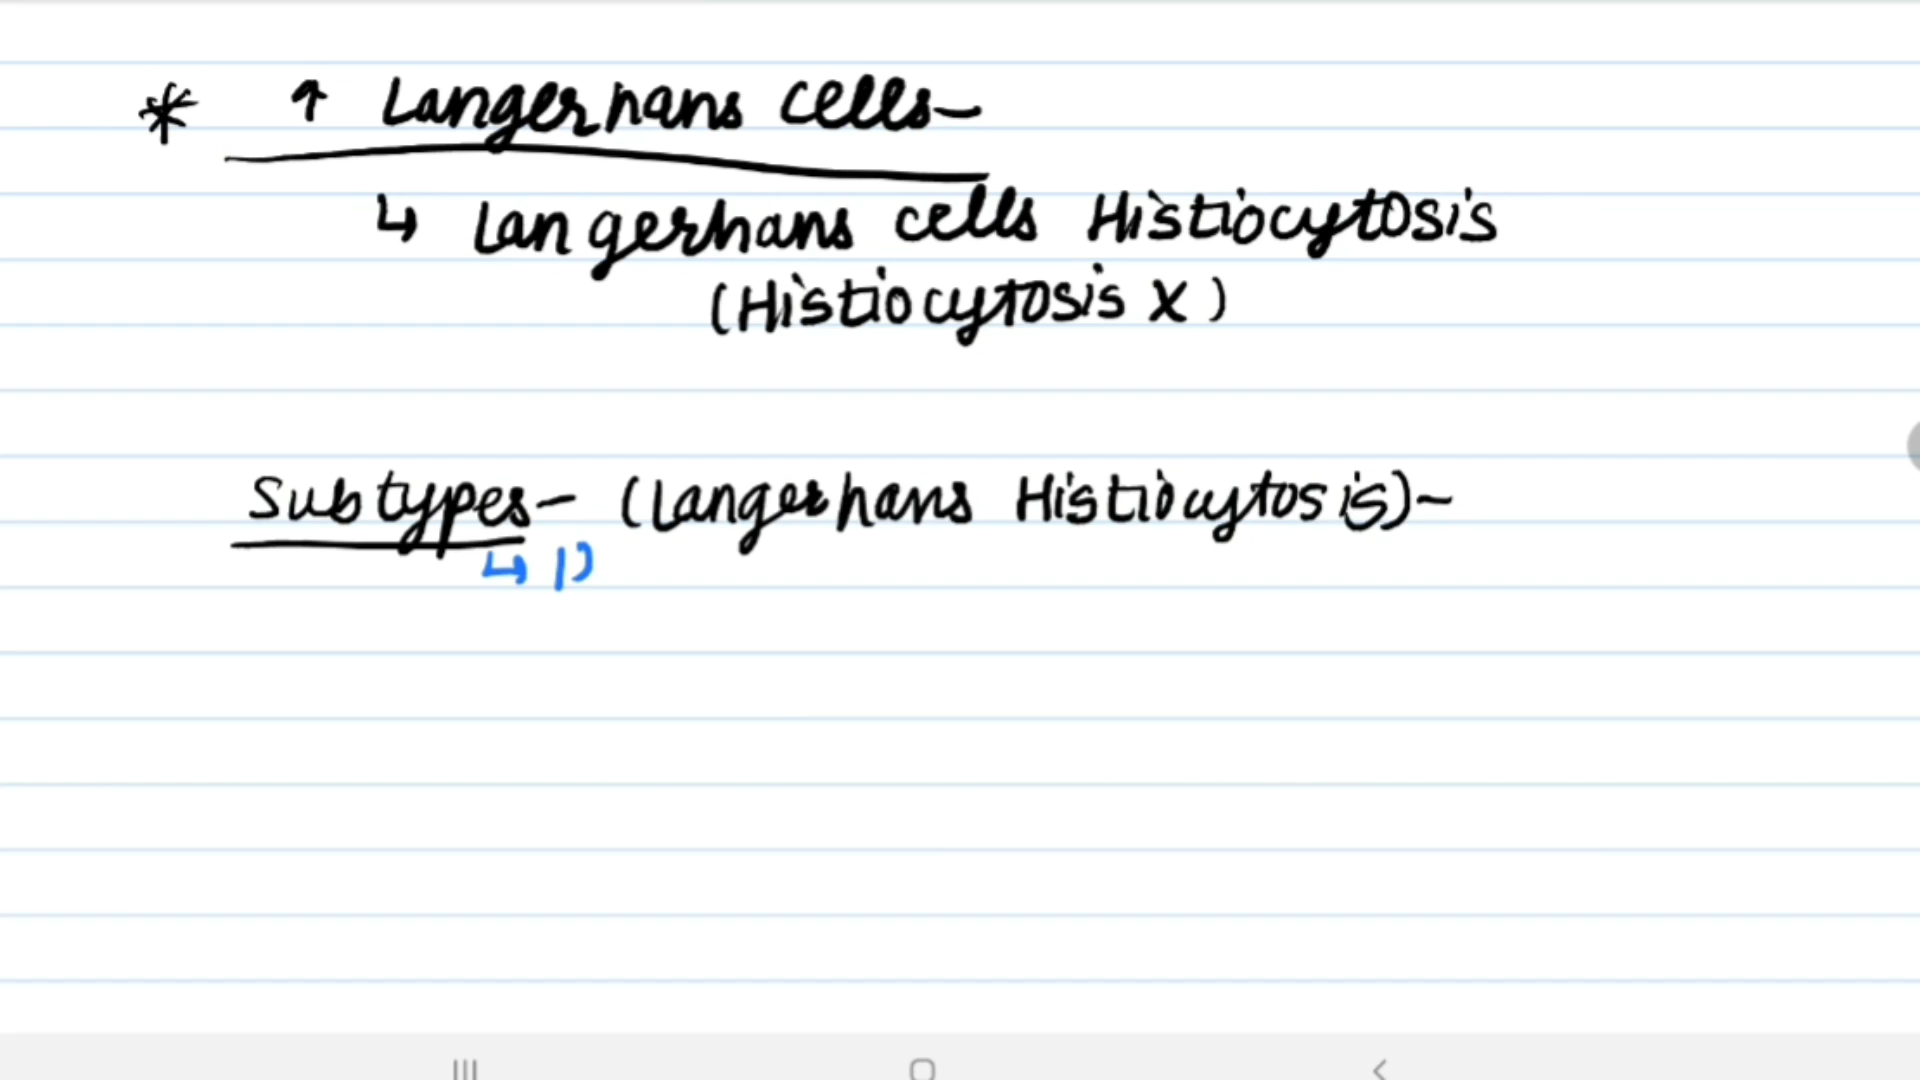 * ↑ Langerhans cells-
↳ Langerhans cells Histiocytosis
(Histiocytosis X)
Subtypes- (Langerhans Histiocytosis)~
↳ 1)